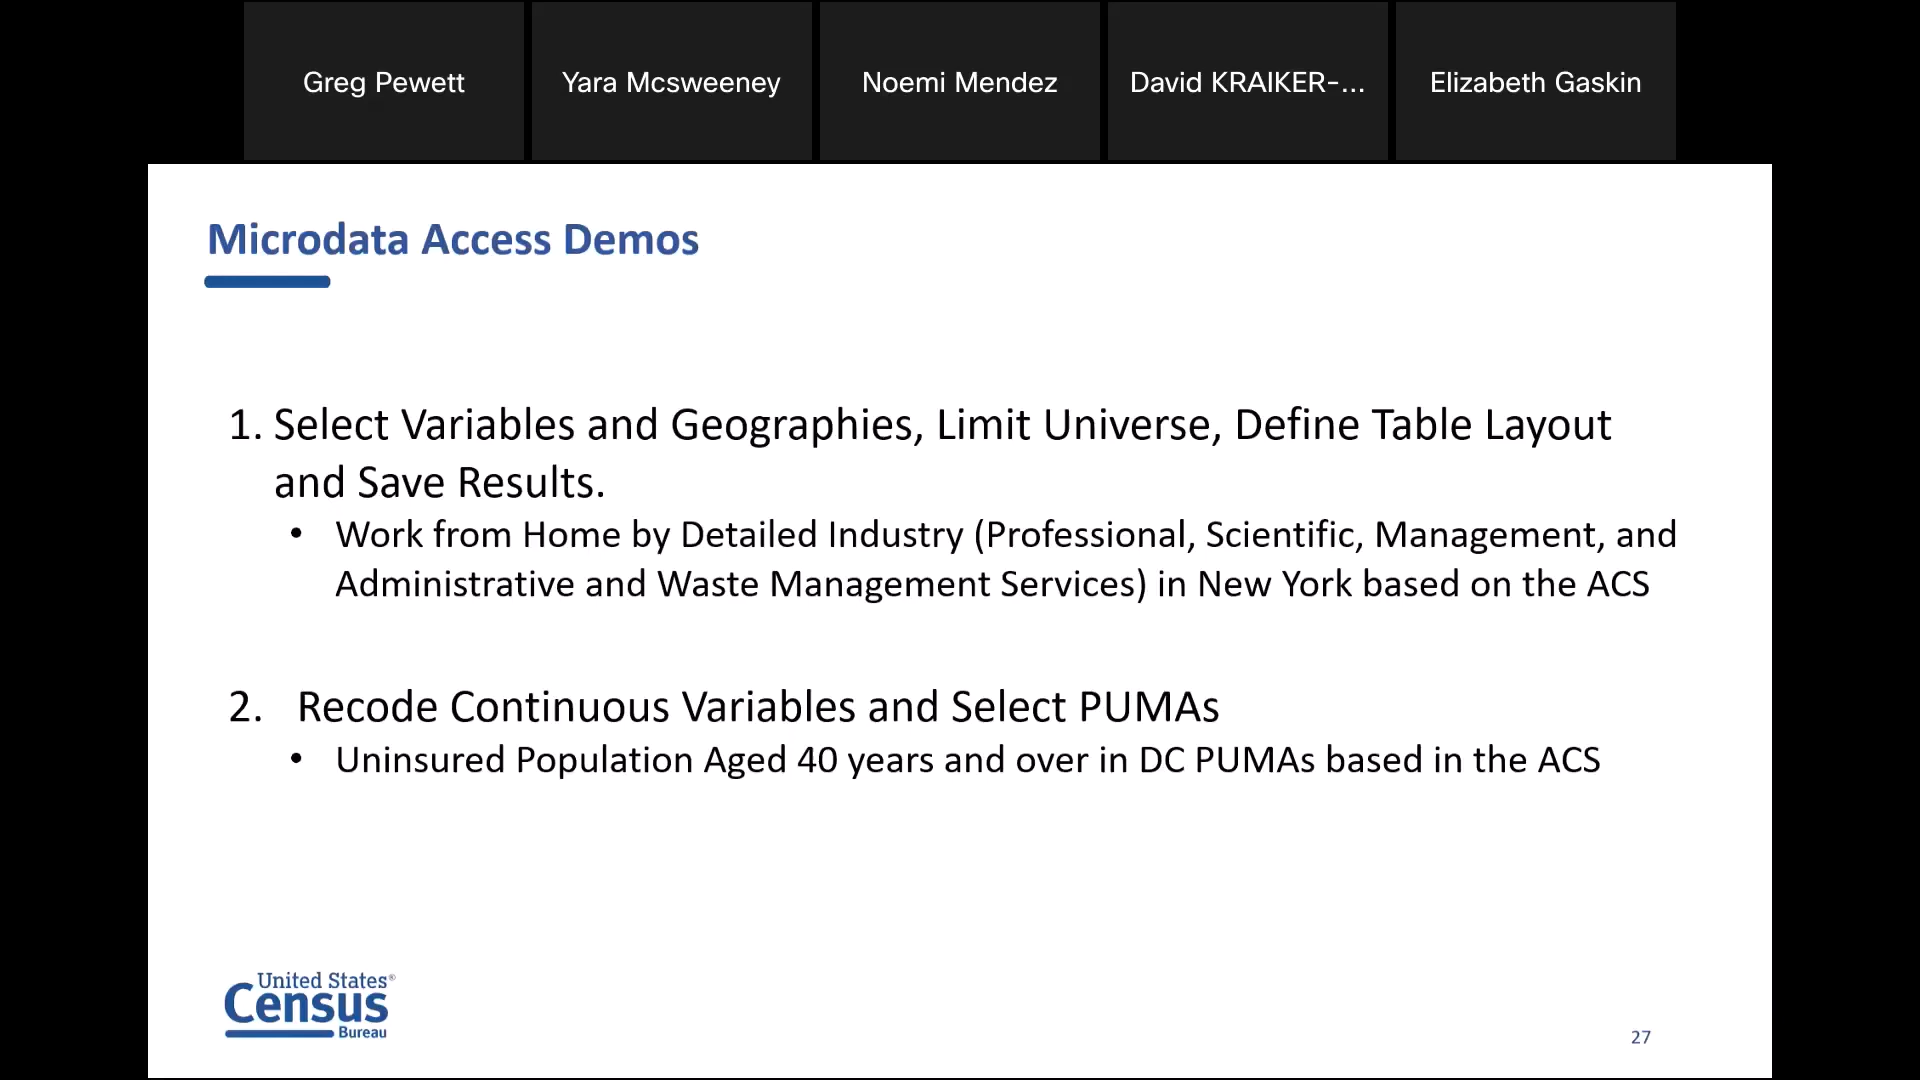 Greg Pewett
Yara Mcsweeney
Noemi Mendez
David KRAIKER-...
Elizabeth Gaskin
Microdata Access Demos
1. Select Variables and Geographies, Limit Universe, Define Table Layout
and Save Results.
• Work from Home by Detailed Industry (Professional, Scientific, Management, and
Administrative and Waste Management Services) in New York based on the ACS
2. Recode Continuous Variables and Select PUMAs
• Uninsured Population Aged 40 years and over in DC PUMAs based in the ACS
United States®
Census
Bureau
27